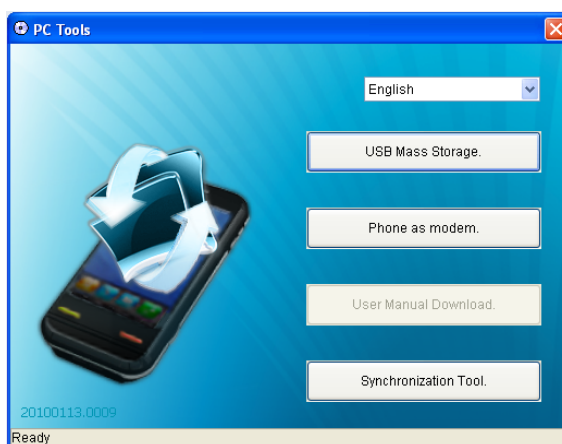 PC Tools
English
USB Mass Storage.
Phone as modem.
User Manual Download.
Synchronization Tool.
20100113.0009
Ready